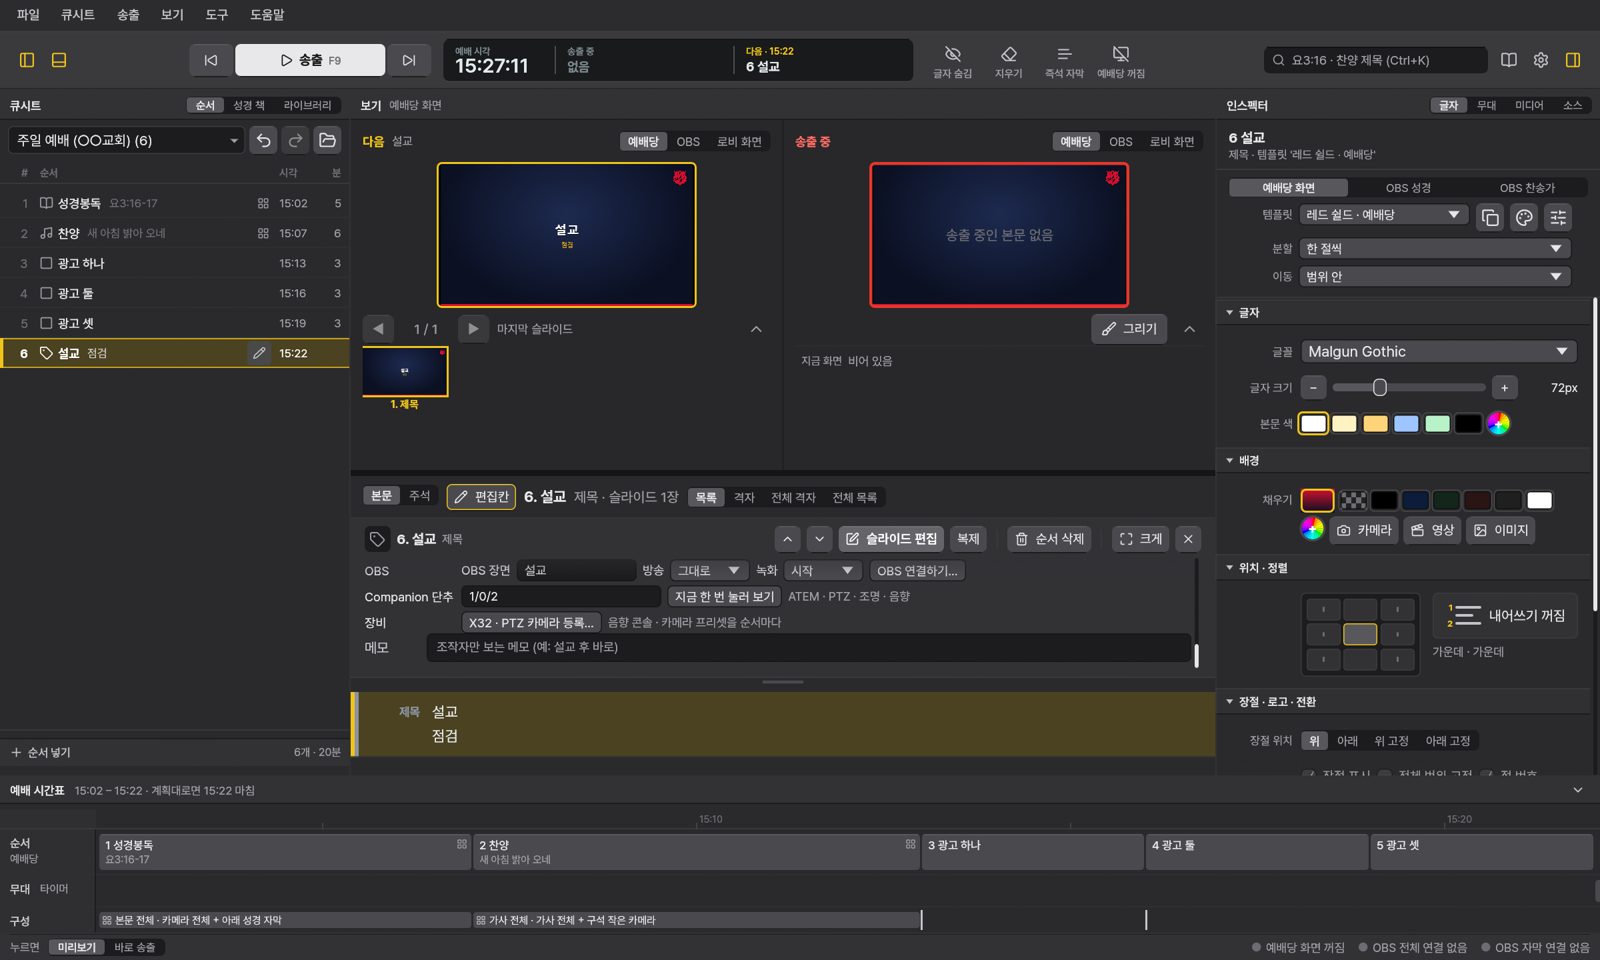 파일 큐시트 송출 보기 도구 도움말
송출 F9
예배 시각
15:27:11
송출 중
없음
다음 · 15:22
6 설교
글자 숨김 지우기 즉석 자막 예배당 꺼짐
요3:16 · 찬양 제목 (Ctrl+K)
큐시트 순서 성경 책 라이브러리
주일 예배 (〇〇교회) (6)
# 순서 시각 분
1 성경봉독 요3:16-17 15:02 5
2 찬양 새 아침 밝아 오네 15:07 6
3 광고 하나 15:13 3
4 광고 둘 15:16 3
5 광고 셋 15:19 3
6 설교 점검 15:22
+ 순서 넣기 6개 · 20분
보기 예배당 화면
다음 설교 예배당 OBS 로비 화면
설교
점검
1 / 1 마지막 슬라이드
1. 제목
송출 중 예배당 OBS 로비 화면
송출 중인 본문 없음
그리기
지금 화면 비어 있음
본문 주석 편집칸 6. 설교 제목 · 슬라이드 1장 목록 격자 전체 격자 전체 목록
6. 설교 제목 슬라이드 편집 복제 순서 삭제 크게
OBS OBS 장면 설교 방송 그대로 녹화 시작 OBS 연결하기...
Companion 단추 1/0/2 지금 한 번 눌러 보기 ATEM · PTZ · 조명 · 음향
장비 X32 · PTZ 카메라 등록... 음향 콘솔 · 카메라 프리셋을 순서마다
메모 조작자만 보는 메모 (예: 설교 후 바로)
제목 설교
점검
인스펙터 글자 무대 미디어 소스
6 설교
제목 · 템플릿 '레드 쉴드 · 예배당'
예배당 화면 OBS 성경 OBS 찬송가
템플릿 레드 쉴드 · 예배당
분할 한 절씩
이동 범위 안
글자
글꼴 Malgun Gothic
글자 크기 − + 72px
본문 색
배경
채우기
카메라 영상 이미지
위치 · 정렬
1
2
내어쓰기 꺼짐
가운데 · 가운데
장절 · 로고 · 전환
장절 위치 위 아래 위 고정 아래 고정
예배 시간표 15:02 – 15:22 · 계획대로면 15:22 마침
15:10 15:20
순서
예배당
1 성경봉독
요3:16-17
2 찬양
새 아침 밝아 오네
3 광고 하나
4 광고 둘
5 광고 셋
무대 타이머
구성 본문 전체 · 카메라 전체 + 아래 성경 자막 가사 전체 · 가사 전체 + 구석 작은 카메라
누르면 미리보기 바로 송출
예배당 화면 꺼짐 OBS 전체 연결 없음 OBS 자막 연결 없음